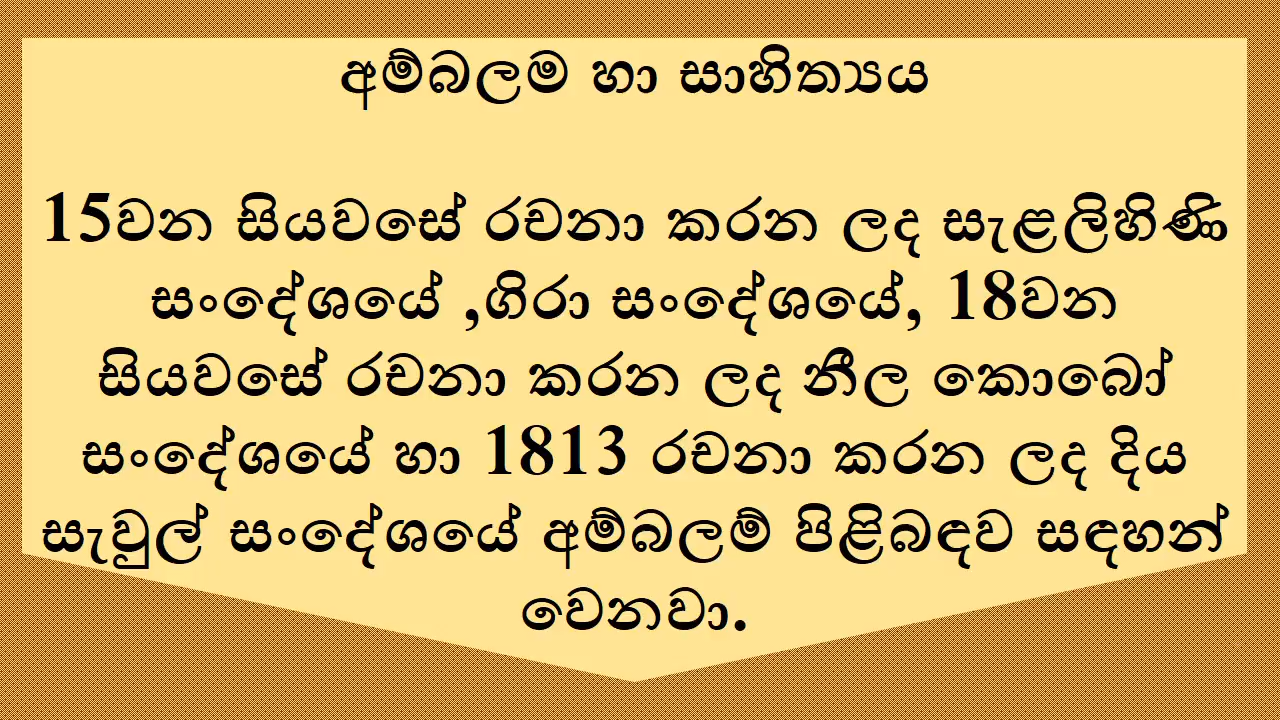 අම්බලම හා සාහිත්‍යය
15වන සියවසේ රචනා කරන ලද සැළලිහිණි
සංදේශයේ ,ගිරා සංදේශයේ, 18වන
සියවසේ රචනා කරන ලද නීල කොබෝ
සංදේශයේ හා 1813 රචනා කරන ලද දිය
සැවුල් සංදේශයේ අම්බලම් පිළිබඳව සඳහන්
වෙනවා.